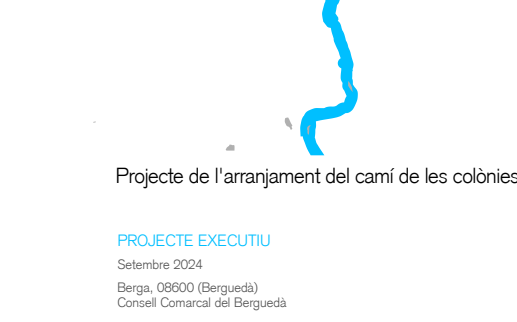 Projecte de l'arranjament del camí de les colònies
PROJECTE EXECUTIU
Setembre 2024
Berga, 08600 (Berguedà)
Consell Comarcal del Berguedà